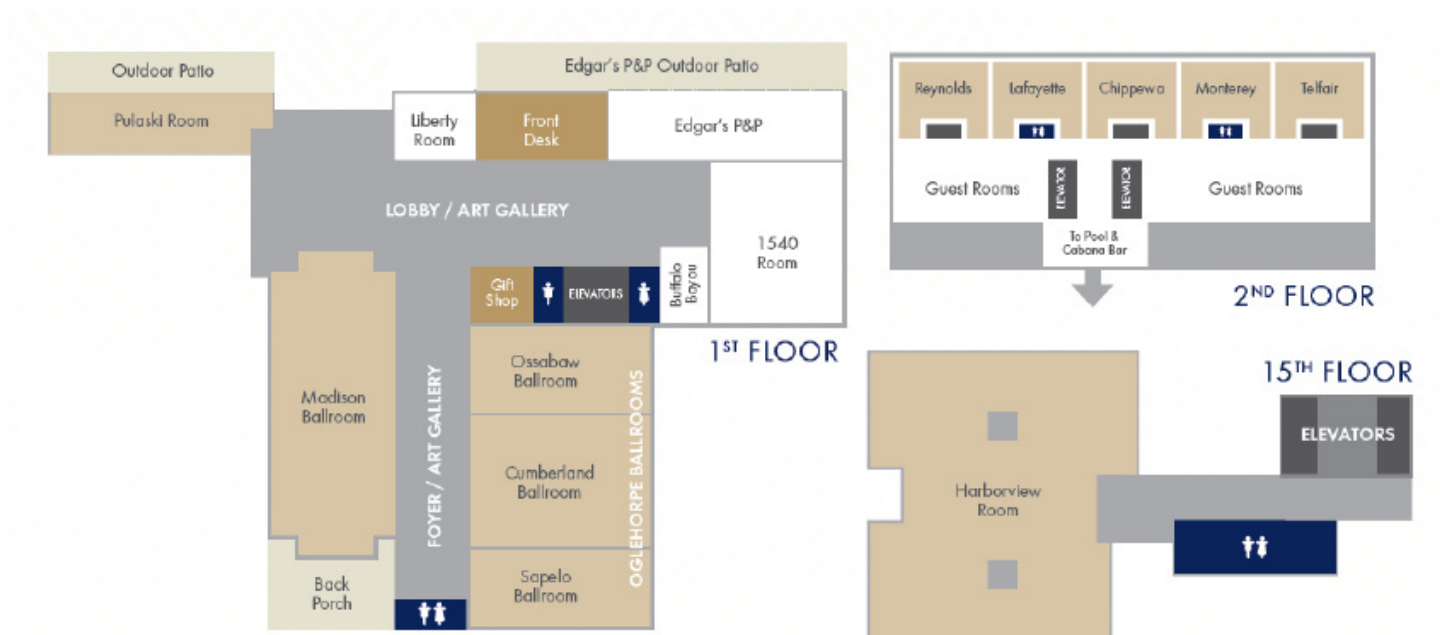 Outdoor Patio
Pulaski Room
Edgar's P&P Outdoor Patio
Liberty
Room
Front
Desk
Edgar's P&P
LOBBY / ART GALLERY
1540
Room
Gift
Shop
ELEVATORS
Buffalo
Bayou
1ST FLOOR
Madison
Ballroom
FOYER / ART GALLERY
Ossabaw
Ballroom
Cumberland
Ballroom
Sapelo
Ballroom
OGLEHORPE BALLROOMS
Back
Porch
Reynolds
Lafayette
Chippewa
Monterey
Telfair
Guest Rooms
ELEVATOR
ELEVATOR
Guest Rooms
To Pool &
Cabana Bar
2ND FLOOR
15TH FLOOR
ELEVATORS
Harborview
Room